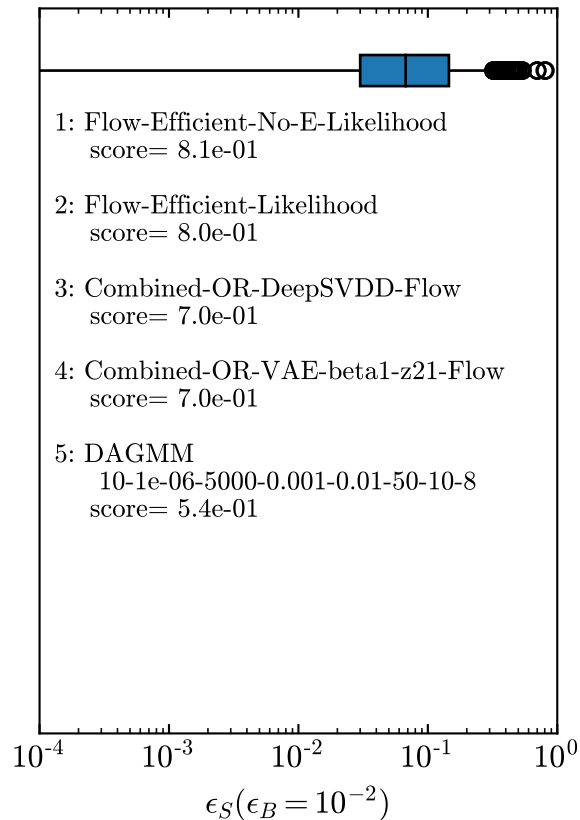 1: Flow-Efficient-No-E-Likelihood
score= 8.1e-01
2: Flow-Efficient-Likelihood
score= 8.0e-01
3: Combined-OR-DeepSVDD-Flow
score= 7.0e-01
4: Combined-OR-VAE-beta1-z21-Flow
score= 7.0e-01
5: DAGMM
10-1e-06-5000-0.001-0.01-50-10-8
score= 5.4e-01
10⁻⁴ 10⁻³ 10⁻² 10⁻¹ 10⁰
ϵ_S(ϵ_B = 10⁻²)